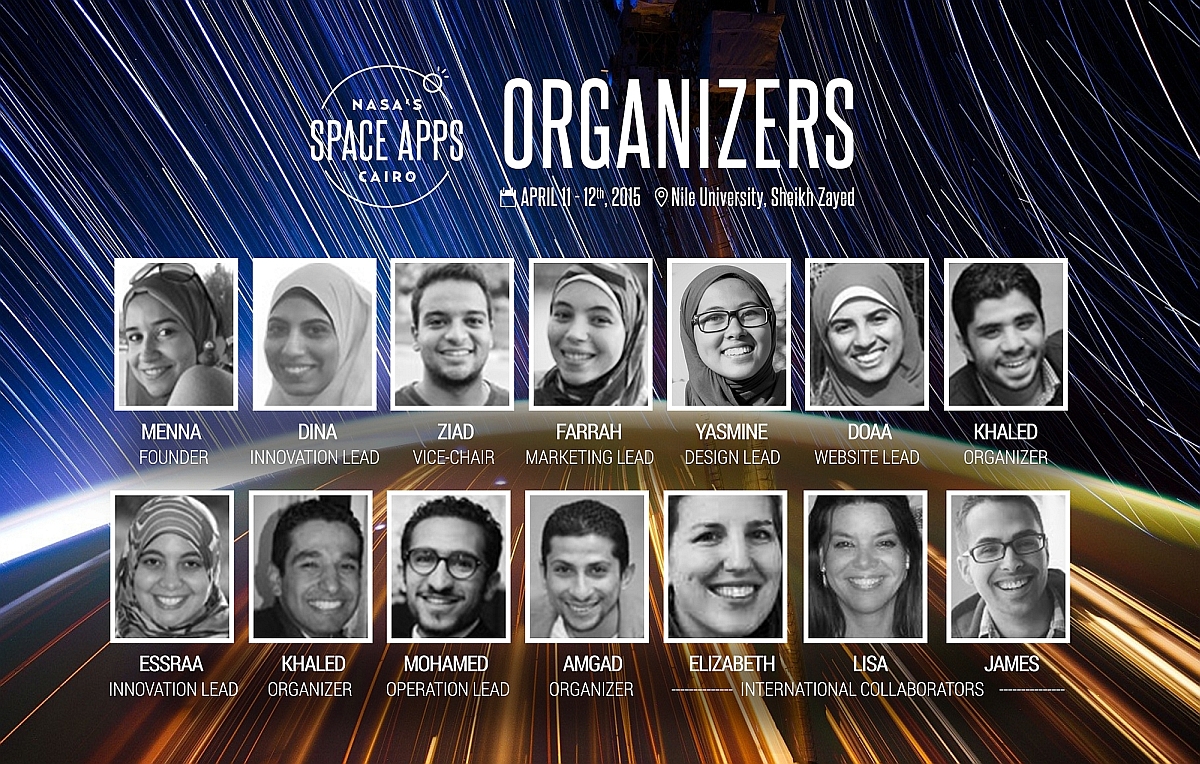 NASA'S
SPACE APPS
CAIRO
ORGANIZERS
APRIL 11 - 12th, 2015 Nile University, Sheikh Zayed
MENNA DINA ZIAD FARRAH YASMINE DOAA KHALED
FOUNDER INNOVATION LEAD VICE-CHAIR MARKETING LEAD DESIGN LEAD WEBSITE LEAD ORGANIZER
ESSRAA KHALED MOHAMED AMGAD ELIZABETH LISA JAMES
INNOVATION LEAD ORGANIZER OPERATION LEAD ORGANIZER ------------- INTERNATIONAL COLLABORATORS --------------